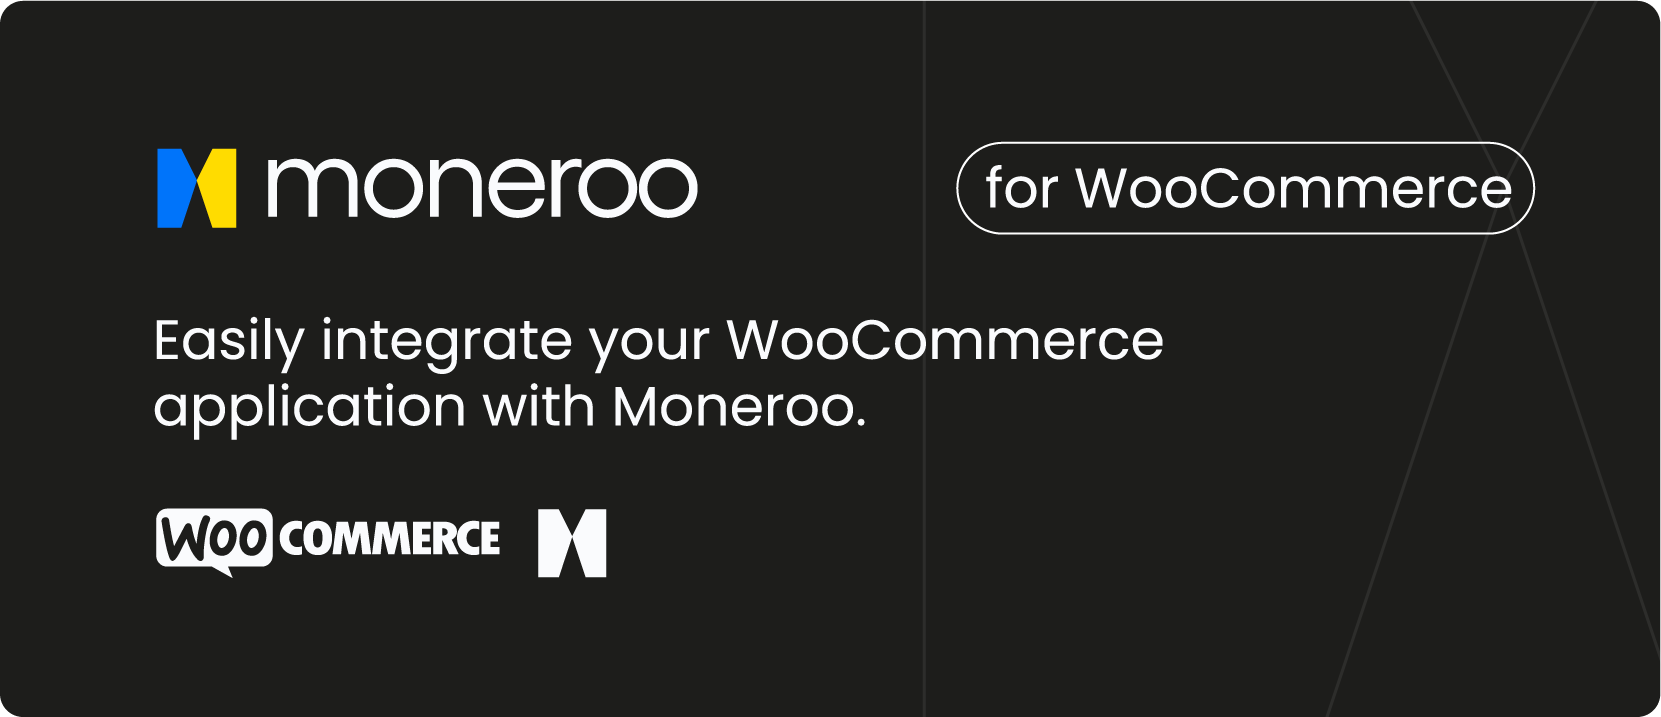 moneroo
for WooCommerce
Easily integrate your WooCommerce
application with Moneroo.
WOO COMMERCE